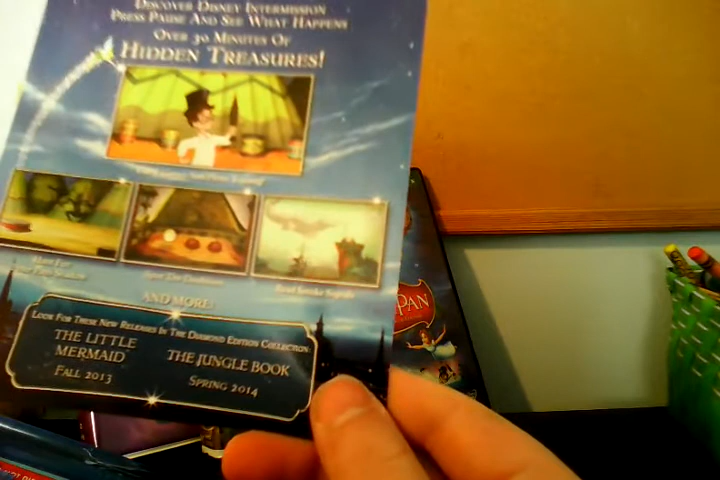 DISCOVER DISNEY INTERMISSION
PRESS PAUSE AND SEE WHAT HAPPENS
OVER 30 MINUTES OF
HIDDEN TREASURES!
AND MORE!
LOOK FOR THESE NEW RELEASES IN THE DIAMOND EDITION COLLECTION:
THE LITTLE
MERMAID
FALL 2013
THE JUNGLE BOOK
SPRING 2014
PAN